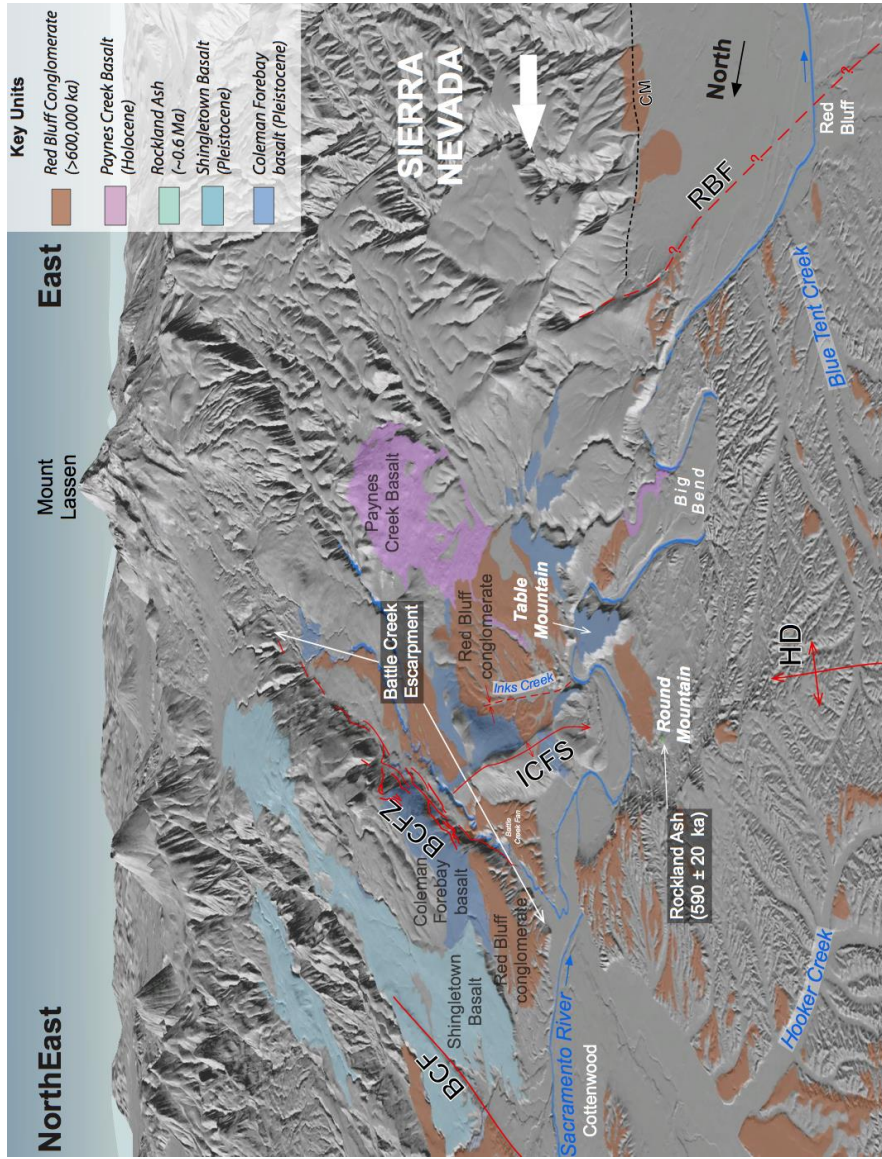 NorthEast
East
Mount
Lassen
Key Units
Red Bluff Conglomerate
(>600,000 ka)
Paynes Creek Basalt
(Holocene)
Rockland Ash
(~0.6 Ma)
Shingletown Basalt
(Pleistocene)
Coleman Forebay
basalt (Pleistocene)
SIERRA
NEVADA
Battle Creek
Escarpment
Paynes
Creek Basalt
BCFZ
Coleman
Forebay
basalt
Shingletown
Basalt
BCF
Red Bluff
conglomerate
Red Bluff
conglomerate
Battle
Creek Fan
ICFS
Inks Creek
Table
Mountain
CM
North
RBF
Red
Bluff
Sacramento River
Cottenwood
Round
Mountain
Rockland Ash
(590 ± 20 ka)
Big
Bend
HD
Hooker Creek
Blue Tent Creek
?
?
?